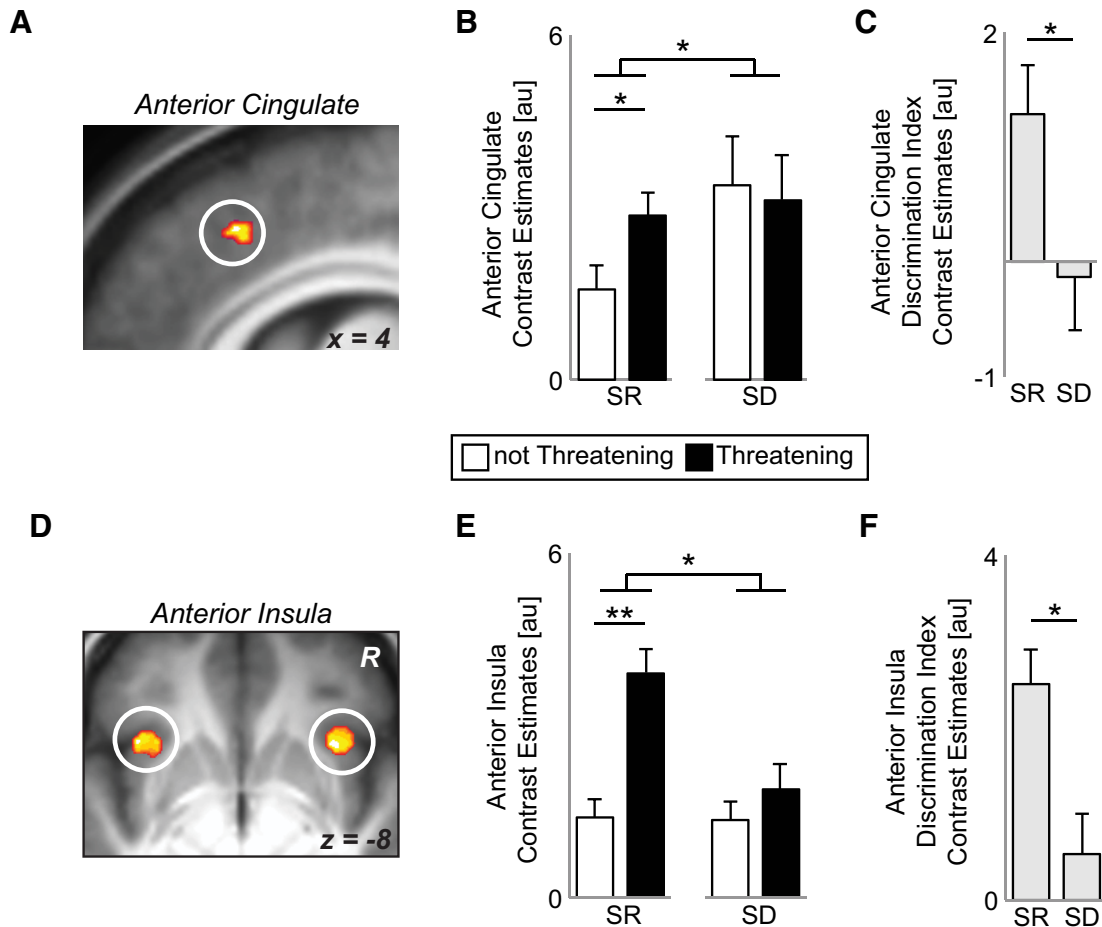 A
Anterior Cingulate
x = 4
B
Anterior Cingulate
Contrast Estimates [au]
6
0
*
*
SR
SD
C
Anterior Cingulate
Discrimination Index
Contrast Estimates [au]
2
-1
*
SR SD
not Threatening Threatening
D
Anterior Insula
R
z = -8
E
Anterior Insula
Contrast Estimates [au]
6
0
*
**
SR
SD
F
Anterior Insula
Discrimination Index
Contrast Estimates [au]
4
0
*
SR SD